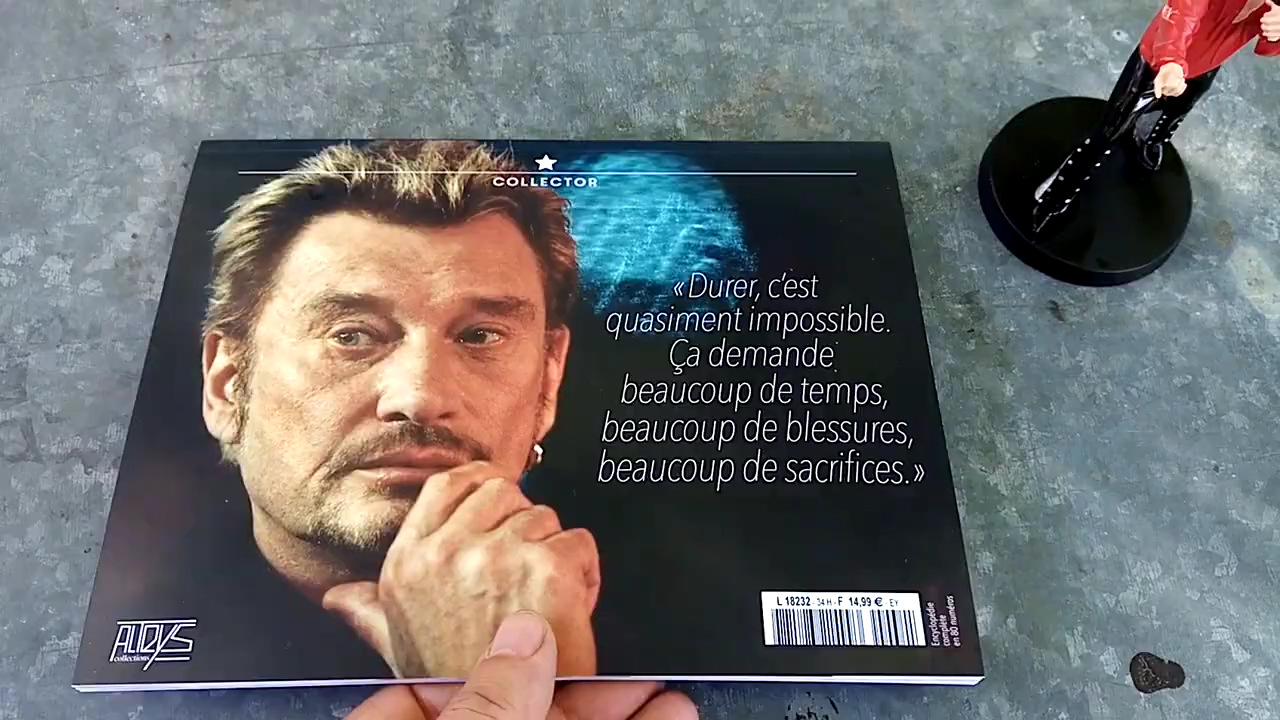 COLLECTOR
«Durer, c'est
quasiment impossible.
Ça demande
beaucoup de temps,
beaucoup de blessures,
beaucoup de sacrifices.»
L 18232 - 34 H - F 14,99 € - EY
Encyclopédie
complète
en 80 numéros
ALTAYS
collections